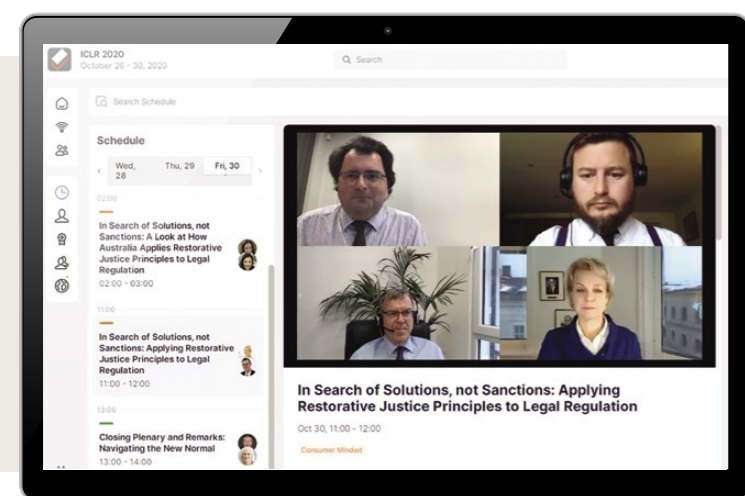 ICLR 2020
October 26 - 30, 2020
Search
Search Schedule
Schedule
Wed,
28
Thu, 29
Fri, 30
02:00
In Search of Solutions, not
Sanctions: A Look at How
Australia Applies Restorative
Justice Principles to Legal
Regulation
02:00 - 03:00
11:00
In Search of Solutions, not
Sanctions: Applying Restorative
Justice Principles to Legal
Regulation
11:00 - 12:00
13:00
Closing Plenary and Remarks:
Navigating the New Normal
13:00 - 14:00
In Search of Solutions, not Sanctions: Applying
Restorative Justice Principles to Legal Regulation
Oct 30, 11:00 - 12:00
Consumer Minded